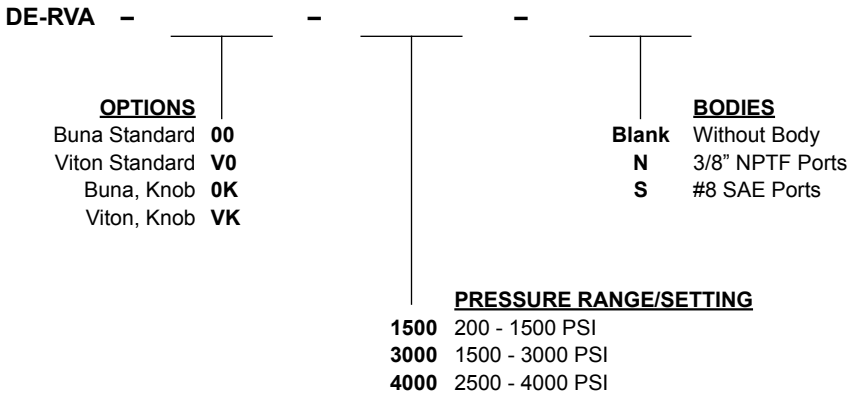 DE-RVA – – –
OPTIONS
Buna Standard 00
Viton Standard V0
Buna, Knob 0K
Viton, Knob VK
BODIES
Blank Without Body
N 3/8” NPTF Ports
S #8 SAE Ports
PRESSURE RANGE/SETTING
1500 200 - 1500 PSI
3000 1500 - 3000 PSI
4000 2500 - 4000 PSI